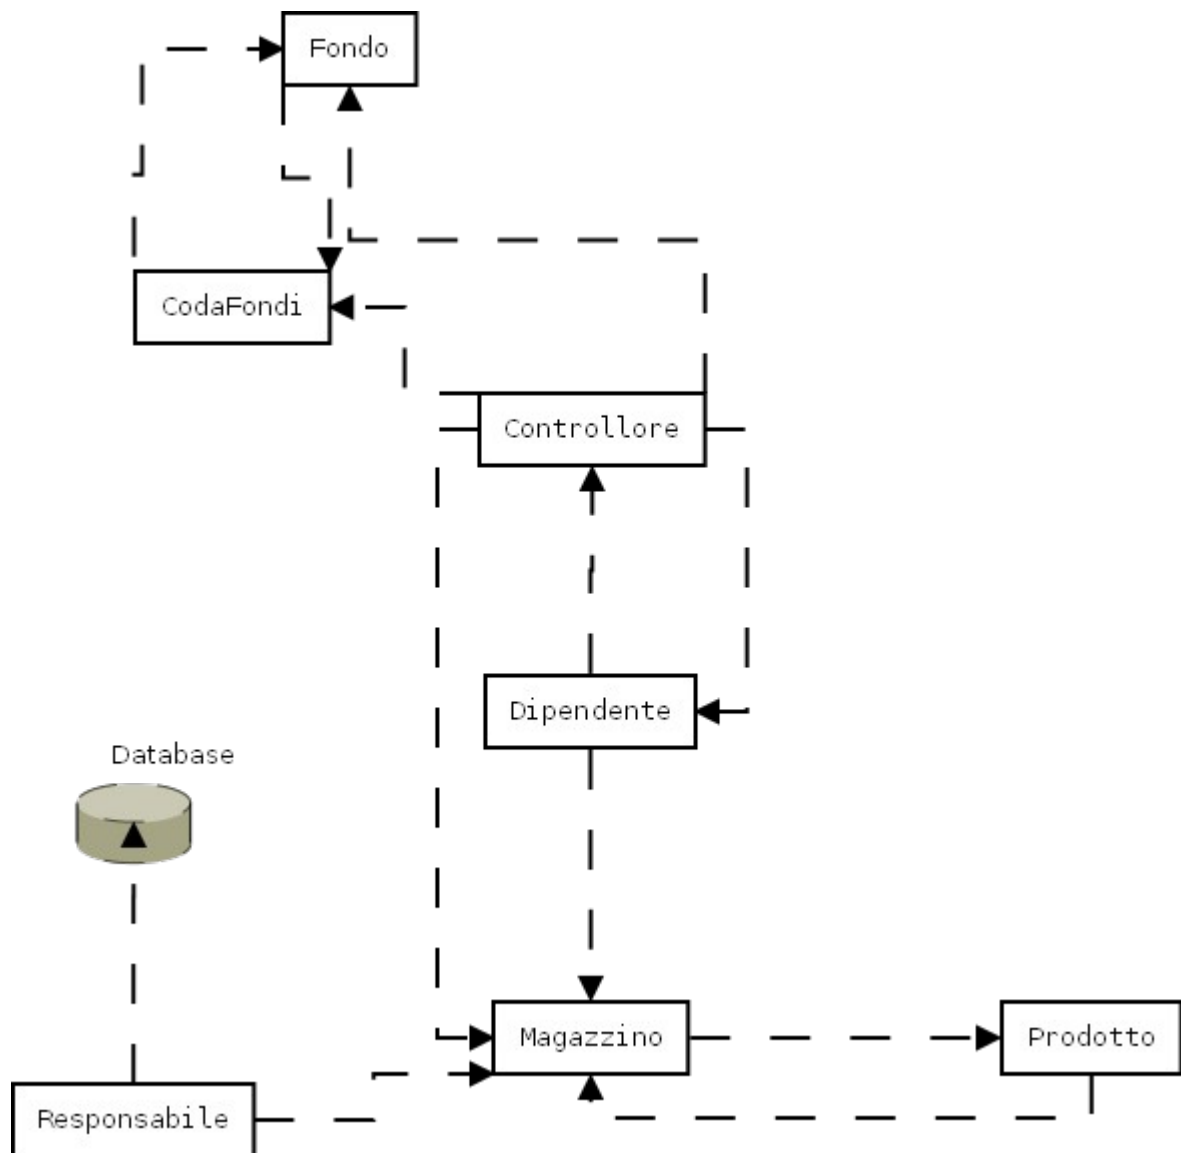 Fondo
CodaFondi
Controllore
Dipendente
Database
Magazzino
Prodotto
Responsabile